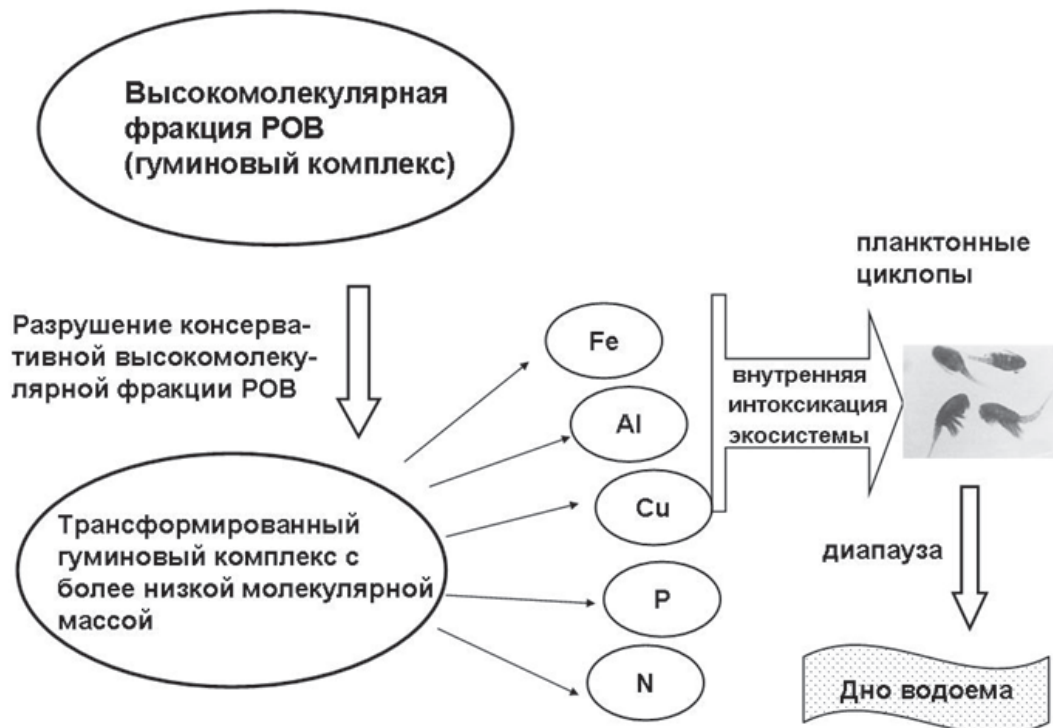 Высокомолекулярная
фракция РОВ
(гуминовый комплекс)
планктонные
циклопы
Разрушение консерва-
тивной высокомолеку-
лярной фракции РОВ
Fe
Al
Cu
P
N
внутренняя
интоксикация
экосистемы
Трансформированный
гуминовый комплекс с
более низкой молекулярной
массой
диапауза
Дно водоема